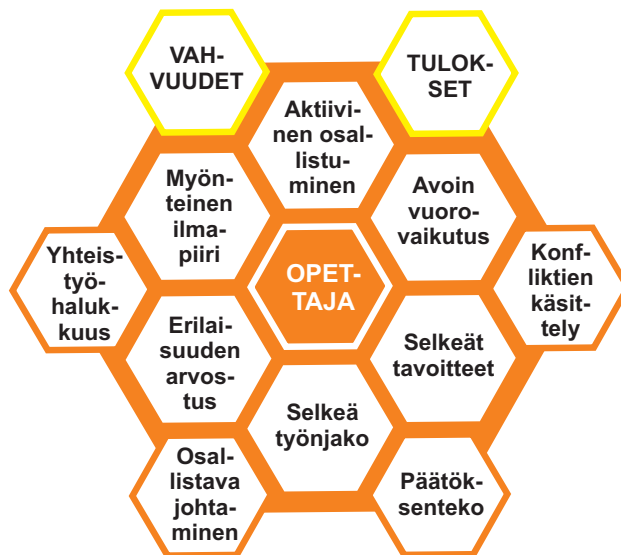 VAH-
VUUDET
TULOK-
SET
Aktiivi-
nen osal-
listu-
minen
Myön-
teinen
ilma-
piiri
Avoin
vuoro-
vaikutus
Yhteis-
työ-
haluk-
kuus
OPET-
TAJA
Konf-
liktien
käsit-
tely
Erilai-
suuden
arvos-
tus
Selkeät
tavoitteet
Selkeä
työnjako
Osal-
listava
johta-
minen
Päätök-
senteko